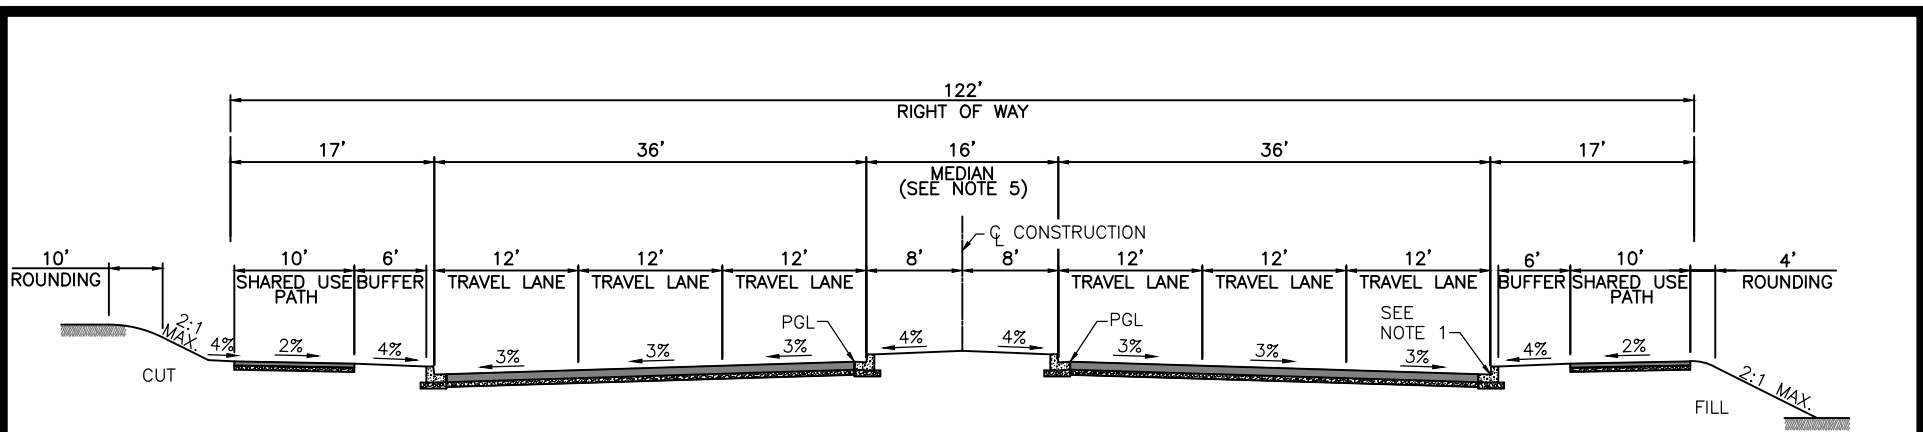 122'
RIGHT OF WAY
17' 36' 16' 36' 17'
MEDIAN
(SEE NOTE 5)
℄ CONSTRUCTION
10' 10' 6' 12' 12' 12' 8' 8' 12' 12' 12' 6' 10' 4'
ROUNDING SHARED USE PATH BUFFER TRAVEL LANE TRAVEL LANE TRAVEL LANE TRAVEL LANE TRAVEL LANE TRAVEL LANE BUFFER SHARED USE PATH ROUNDING
PGL PGL SEE
NOTE 1
2:1
MAX. 4% 2% 4% 3% 3% 3% 4% 4% 3% 3% 3% 4% 2% 2:1 MAX.
CUT
FILL